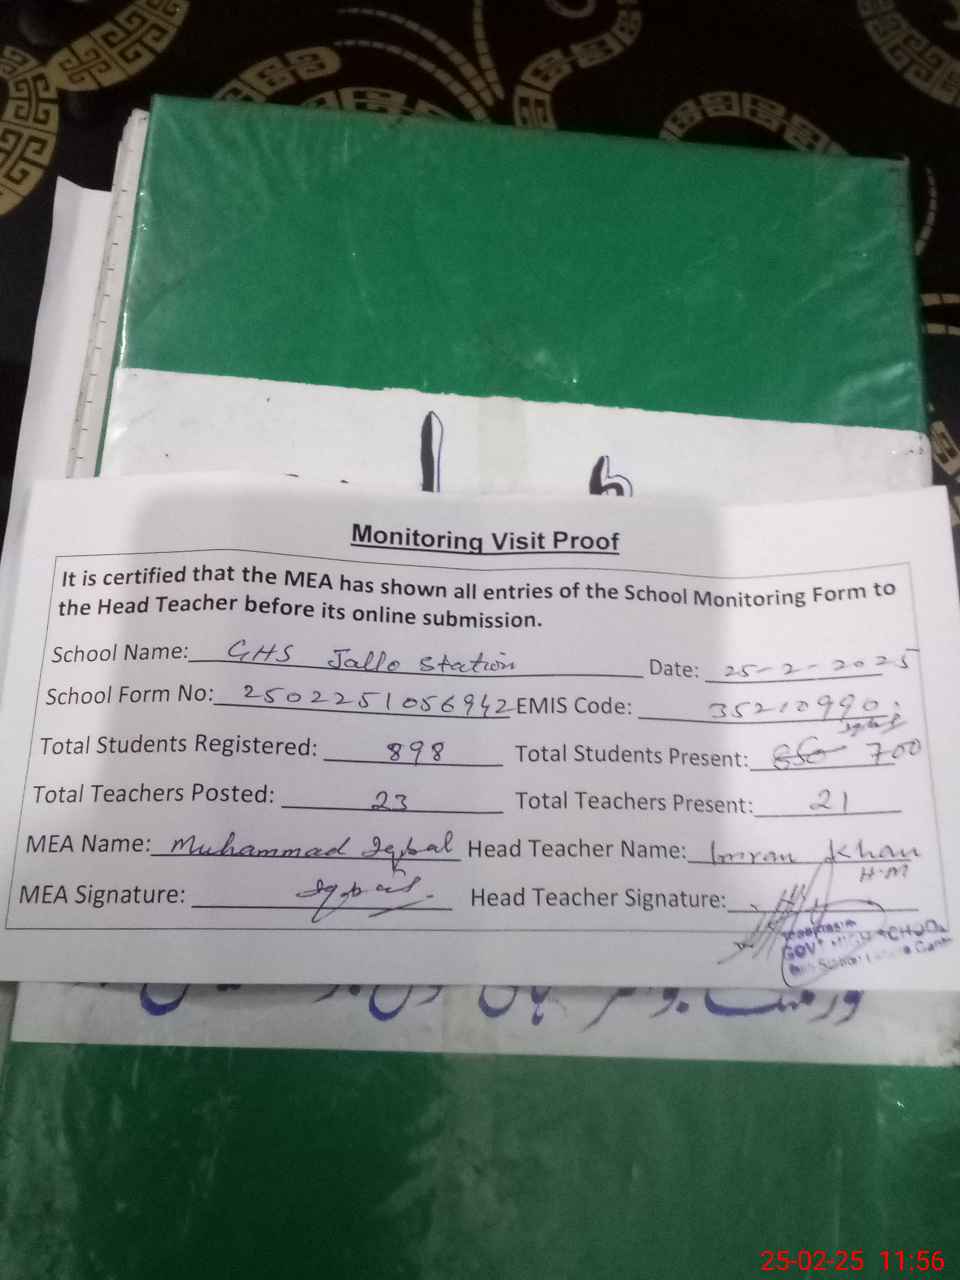 Monitoring Visit Proof
It is certified that the MEA has shown all entries of the School Monitoring Form to
the Head Teacher before its online submission.
School Name: GHS Jallo Station Date: 25-2-2025
School Form No: 2502251056942 EMIS Code: 35210990
Total Students Registered: 898 Total Students Present: 700
Total Teachers Posted: 23 Total Teachers Present: 21
MEA Name: Muhammad Iqbal Head Teacher Name: Imran Khan
H.M
MEA Signature: Iqbal Head Teacher Signature:
GOVT HIGH SCHOOL
25-02-25 11:56